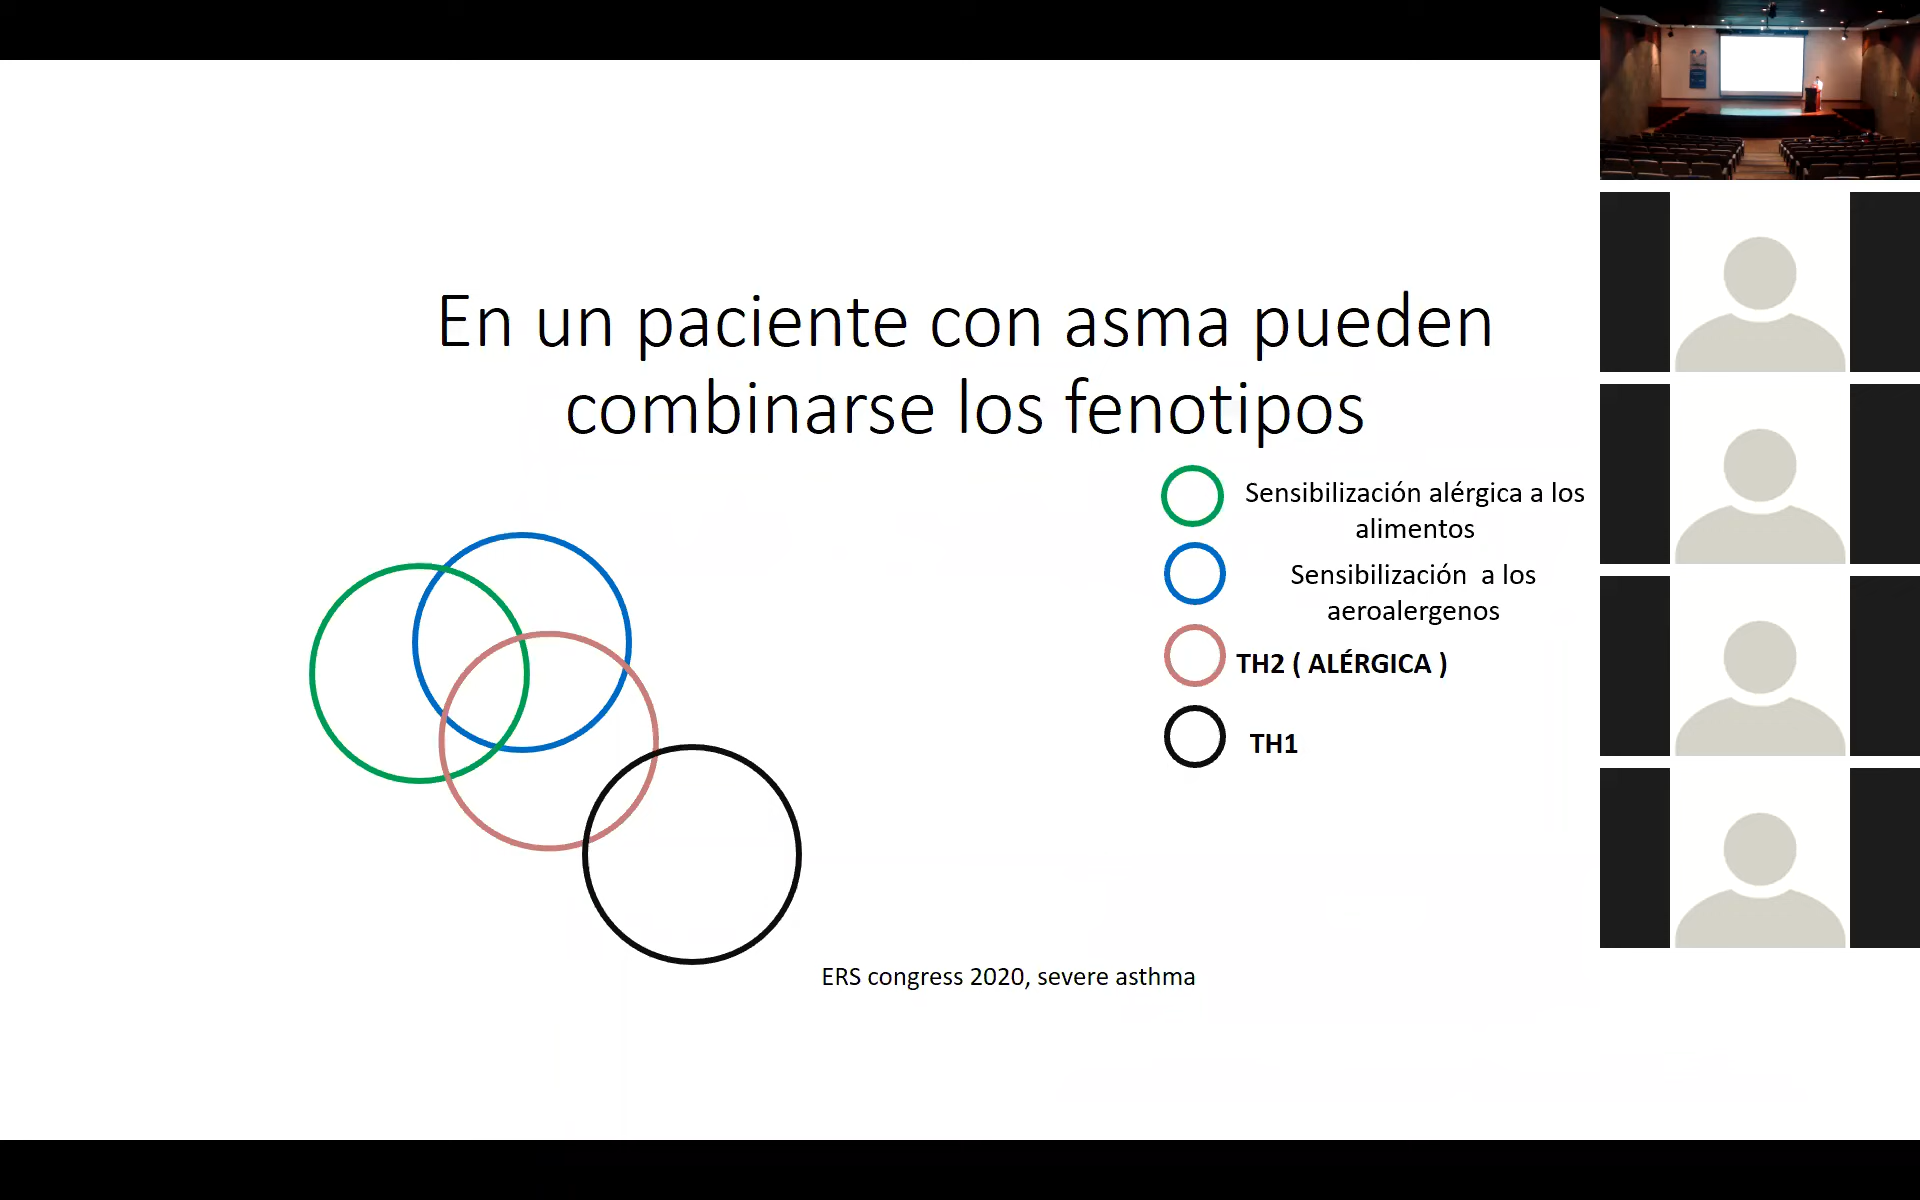 En un paciente con asma pueden
combinarse los fenotipos
Sensibilización alérgica a los
alimentos
Sensibilización  a los
aeroalergenos
TH2 ( ALÉRGICA )
TH1
ERS congress 2020, severe asthma